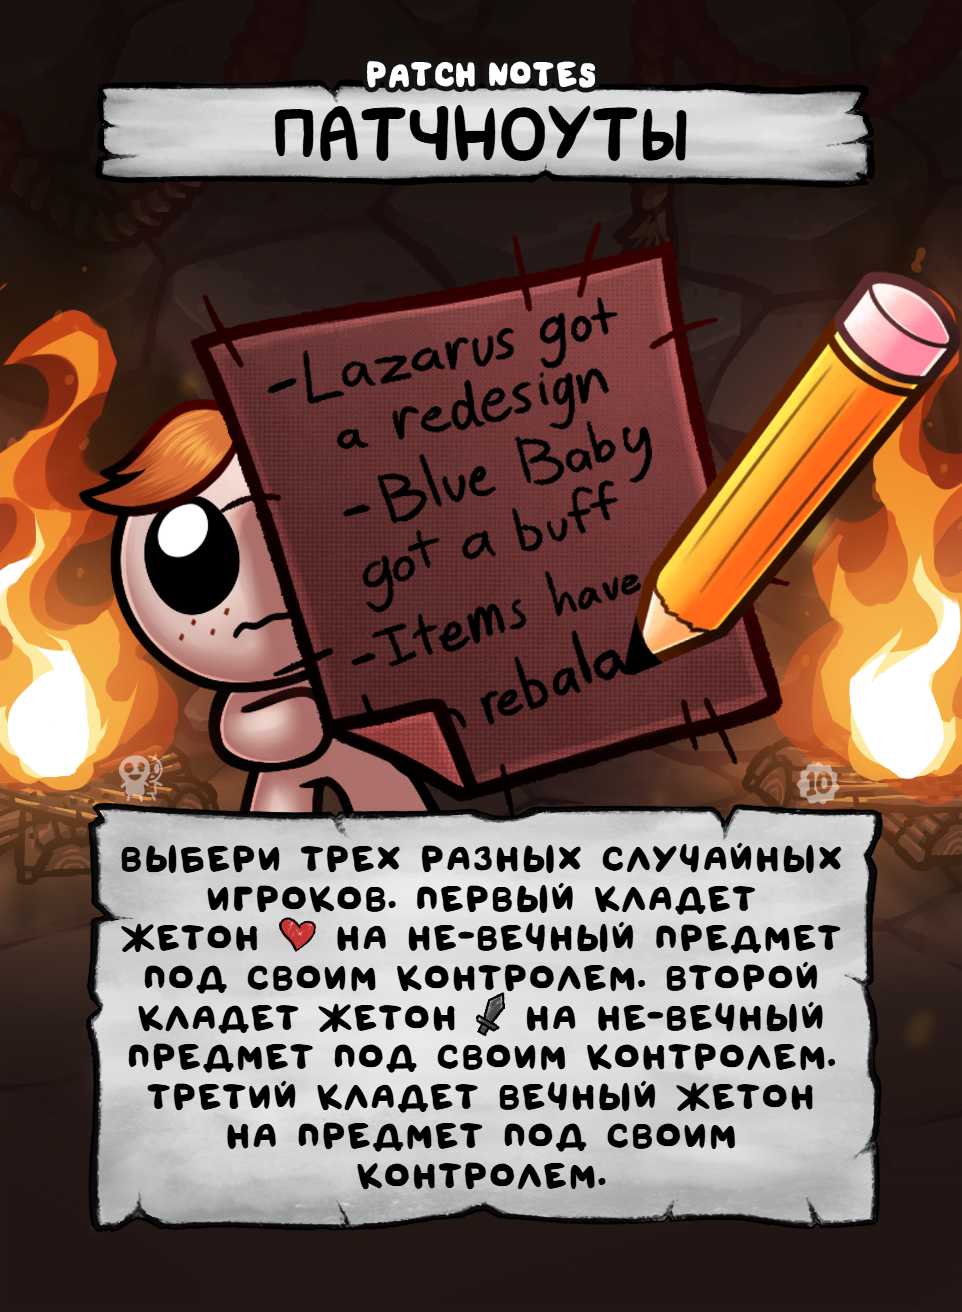 PATCH NOTES
ПАТЧНОУТЫ
-Lazarus got
a redesign
-Blue Baby
got a buff
-Items have
rebala
10
ВЫБЕРИ ТРЕХ РАЗНЫХ СЛУЧАЙНЫХ
ИГРОКОВ. ПЕРВЫЙ КЛАДЕТ
ЖЕТОН НА НЕ-ВЕЧНЫЙ ПРЕДМЕТ
ПОД СВОИМ КОНТРОЛЕМ. ВТОРОЙ
КЛАДЕТ ЖЕТОН НА НЕ-ВЕЧНЫЙ
ПРЕДМЕТ ПОД СВОИМ КОНТРОЛЕМ.
ТРЕТИЙ КЛАДЕТ ВЕЧНЫЙ ЖЕТОН
НА ПРЕДМЕТ ПОД СВОИМ
КОНТРОЛЕМ.